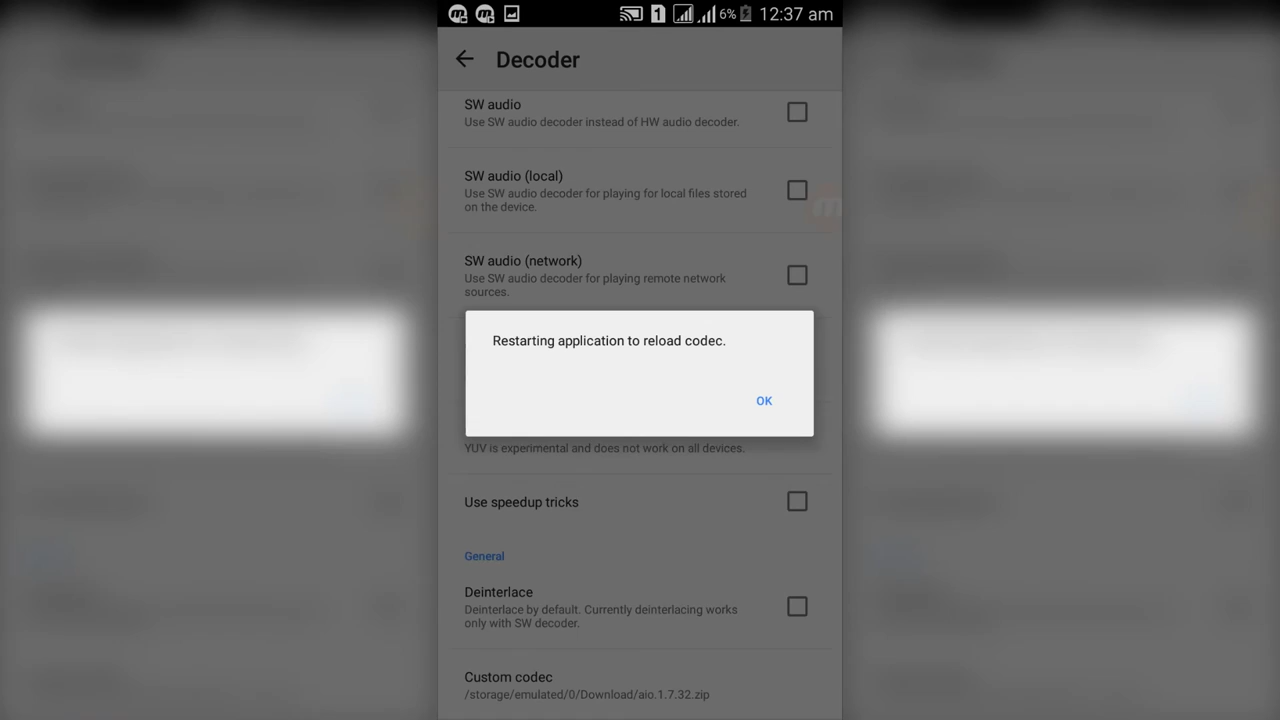 1 6% 12:37 am
Decoder
SW audio
Use SW audio decoder instead of HW audio decoder.
SW audio (local)
Use SW audio decoder for playing for local files stored
on the device.
SW audio (network)
Use SW audio decoder for playing remote network
sources.
Restarting application to reload codec.
OK
YUV is experimental and does not work on all devices.
Use speedup tricks
General
Deinterlace
Deinterlace by default. Currently deinterlacing works
only with SW decoder.
Custom codec
/storage/emulated/0/Download/aio.1.7.32.zip